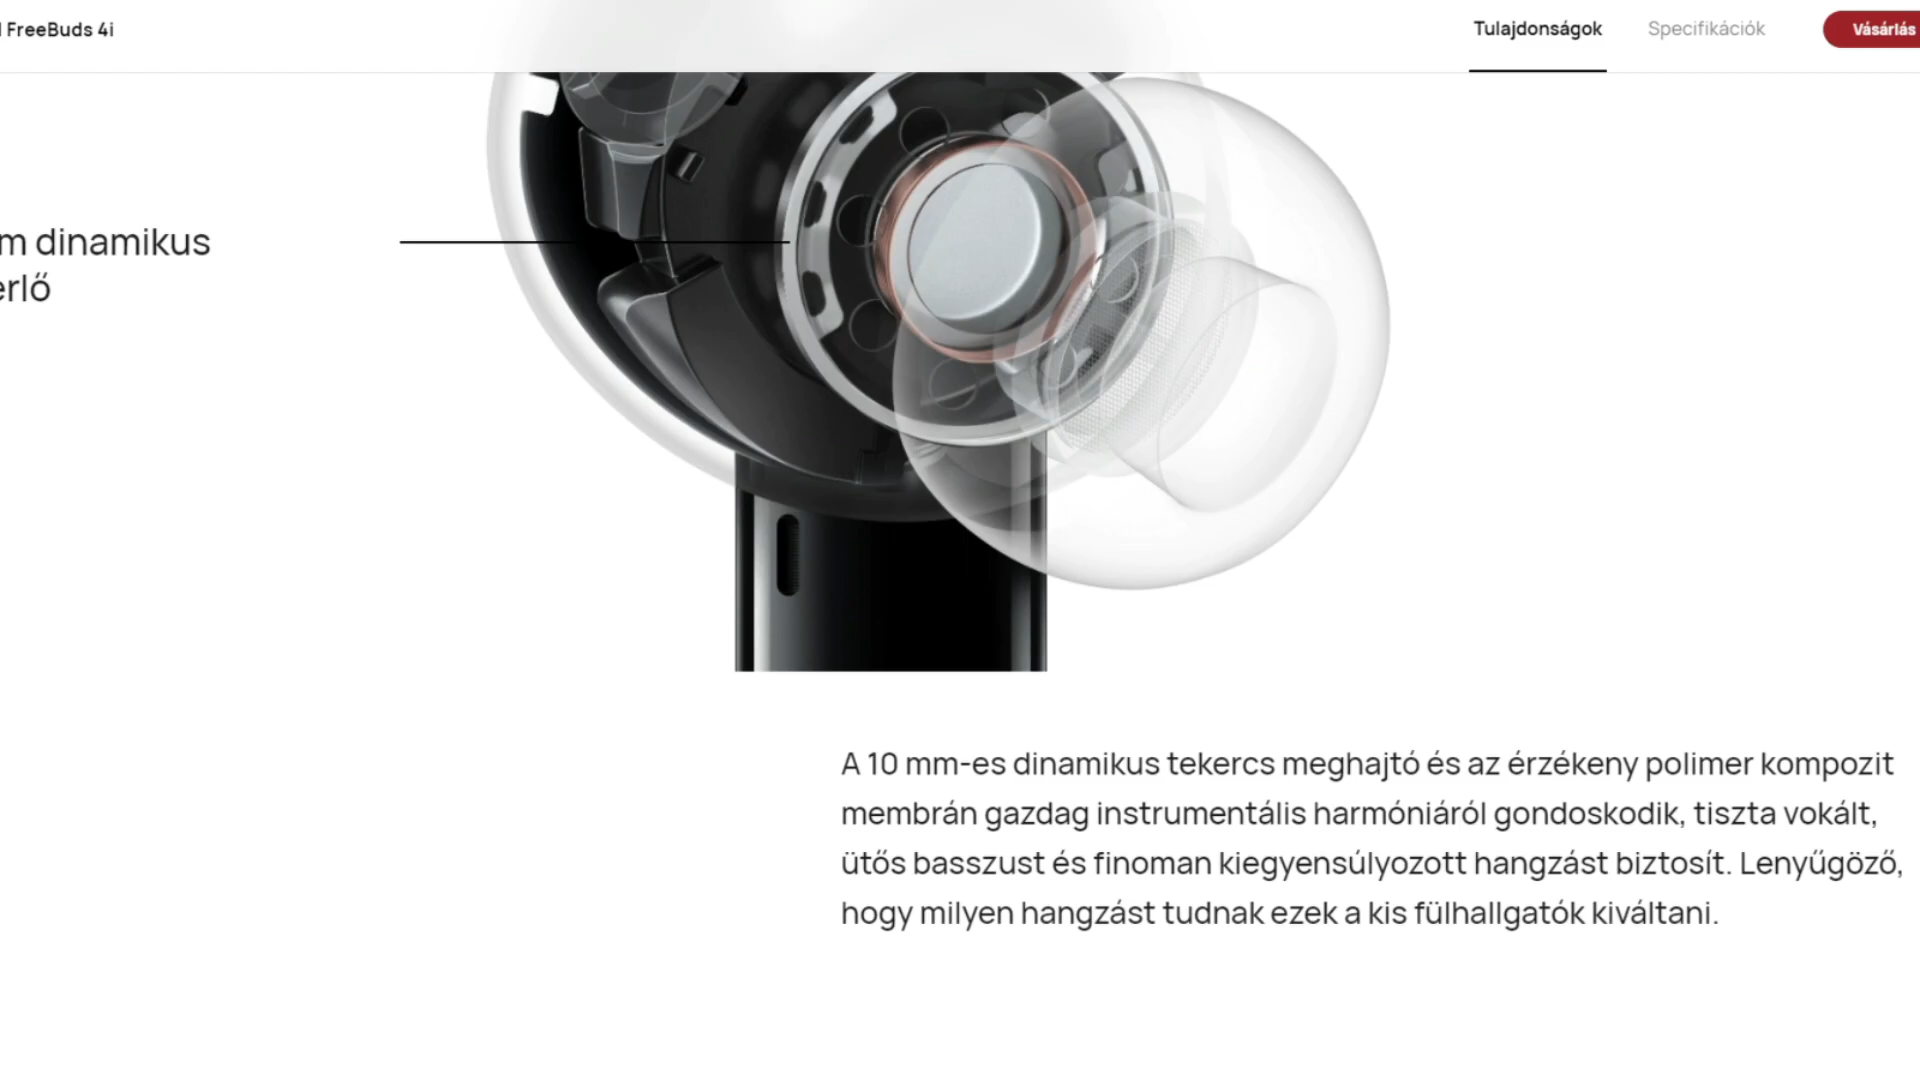 FreeBuds 4i
Tulajdonságok
Specifikációk
Vásárlás
dinamikus
A 10 mm-es dinamikus tekercs meghajtó és az érzékeny polimer kompozit
membrán gazdag instrumentális harmóniáról gondoskodik, tiszta vokált,
ütős basszust és finoman kiegyensúlyozott hangzást biztosít. Lenyűgöző,
hogy milyen hangzást tudnak ezek a kis fülhallgatók kiváltani.